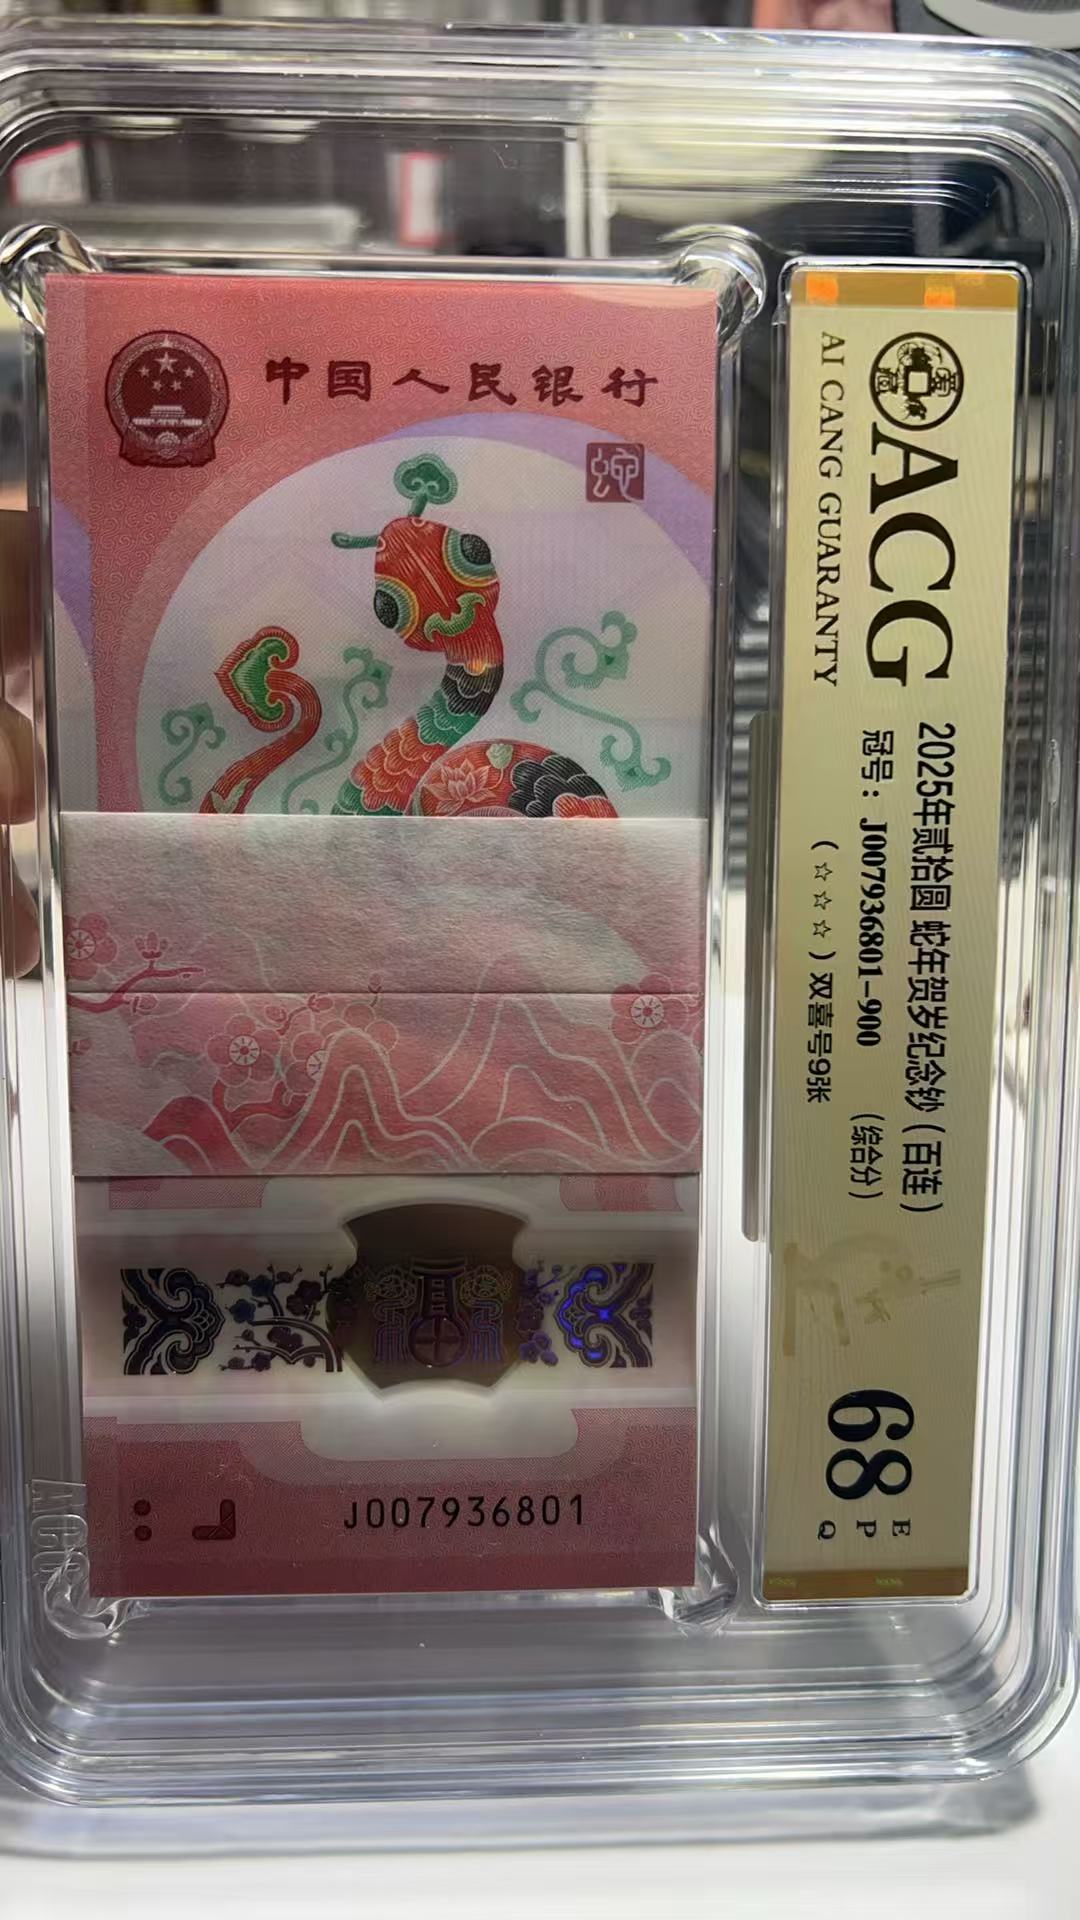 中国人民银行
蛇
J007936801
ACG
AI CANG GUARANTY
2025年贰拾圆 蛇年贺岁纪念钞(百连)
冠号：J007936801-900 (综合分)
(☆☆☆) 双喜号9张
68
E
P
Q
ACG